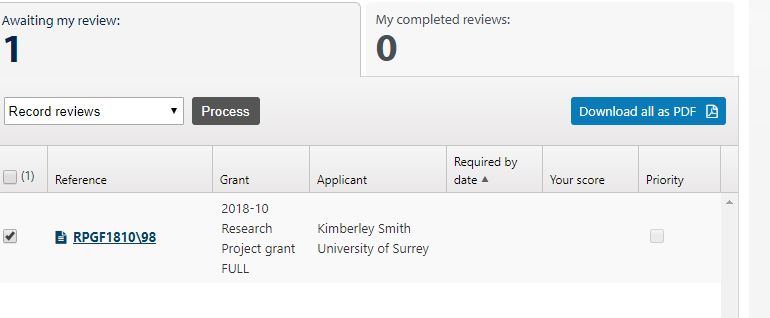 Awaiting my review:
1
My completed reviews:
0
Record reviews
Process
Download all as PDF
(1)
Reference
Grant
Applicant
Required by
date
Your score
Priority
RPGF1810\98
2018-10
Research
Project grant
FULL
Kimberley Smith
University of Surrey